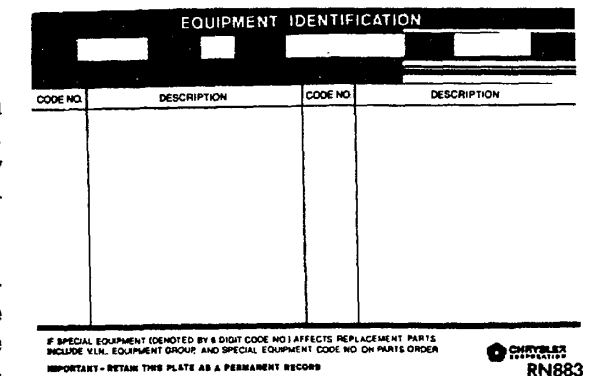 EQUIPMENT IDENTIFICATION
CODE NO. DESCRIPTION CODE NO. DESCRIPTION
IF SPECIAL EQUIPMENT (DENOTED BY 6 DIGIT CODE NO.) AFFECTS REPLACEMENT PARTS
INCLUDE V.I.N., EQUIPMENT GROUP, AND SPECIAL EQUIPMENT CODE NO. ON PARTS ORDER
IMPORTANT - RETAIN THIS PLATE AS A PERMANENT RECORD
CHRYSLER
CORPORATION
RN883